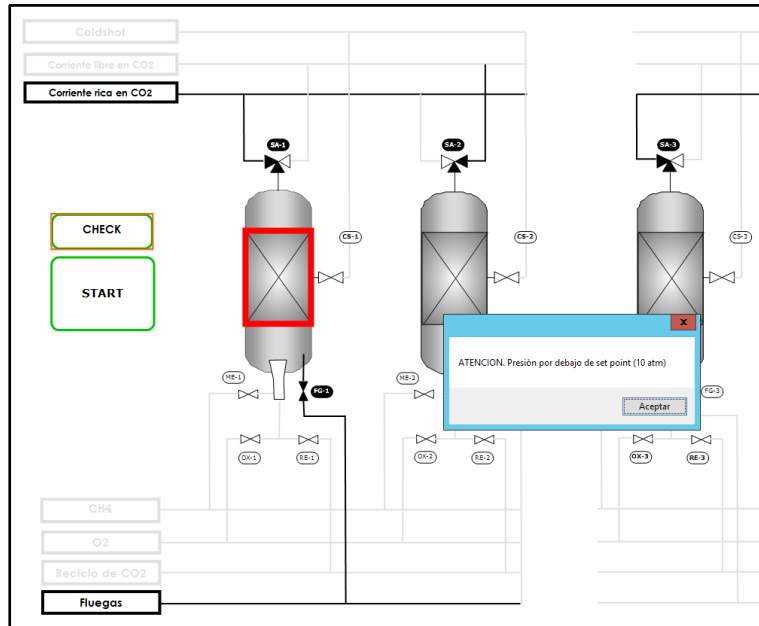 Coldshot
Corriente libre en CO2
Corriente rica en CO2
SA-1
SA-2
SA-3
CHECK
START
CS-1
CS-2
CS-3
x
ATENCION. Presión por debajo de set point (10 atm)
Aceptar
ME-1
FG-1
ME-2
FG-3
OX-1
RE-1
OX-2
RE-2
OX-3
RE-3
CH4
O2
Reciclo de CO2
Fluegas